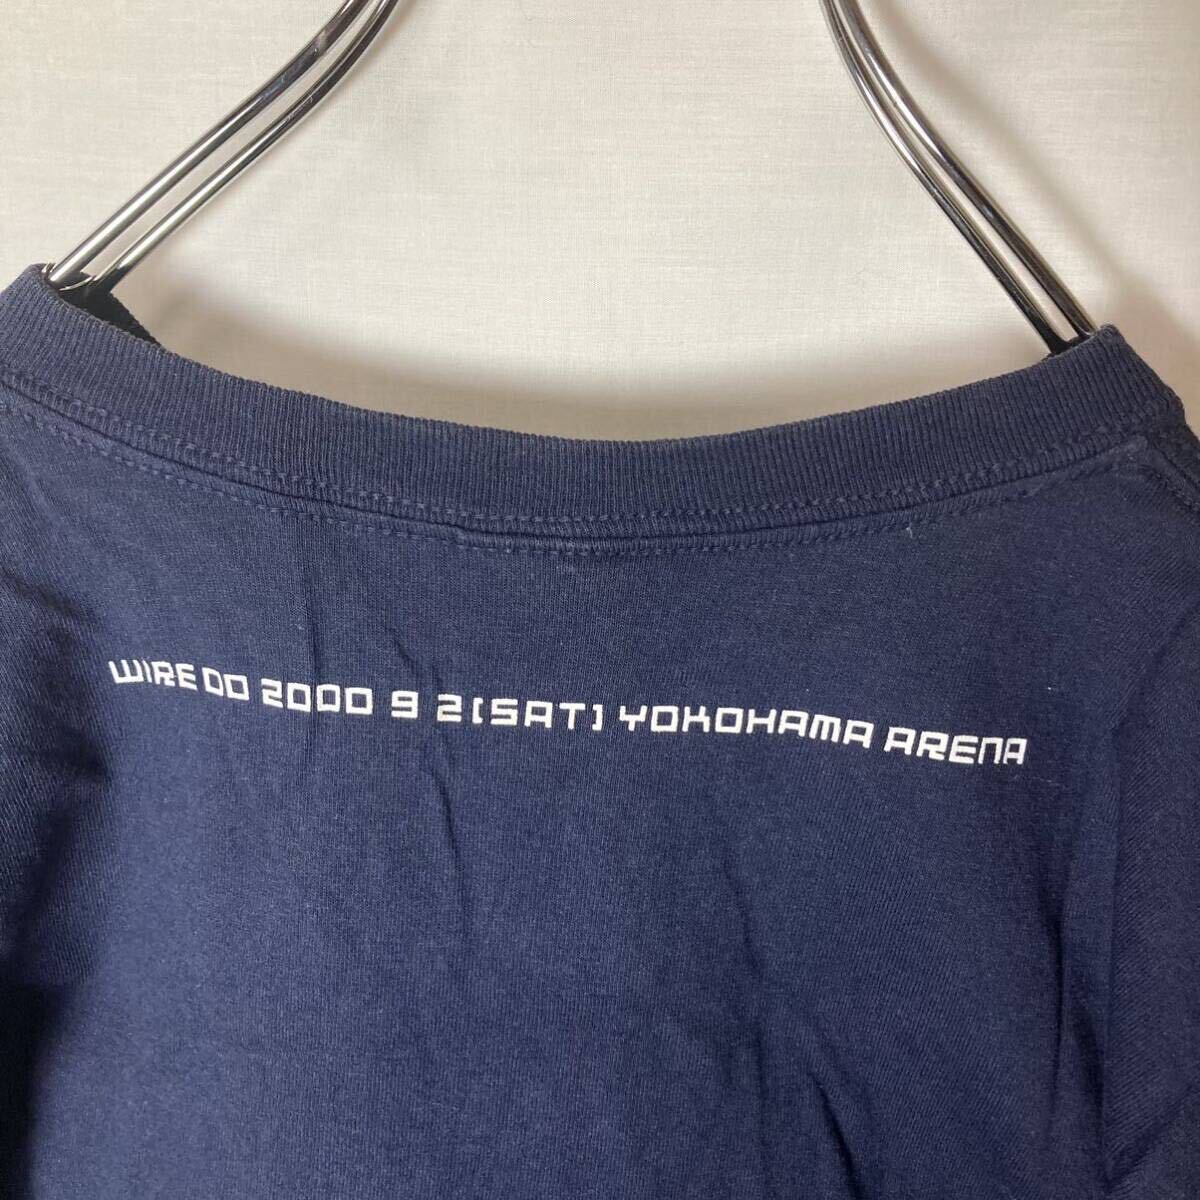 WIRE 00 2000 9 2 [SAT] YOKOHAMA ARENA